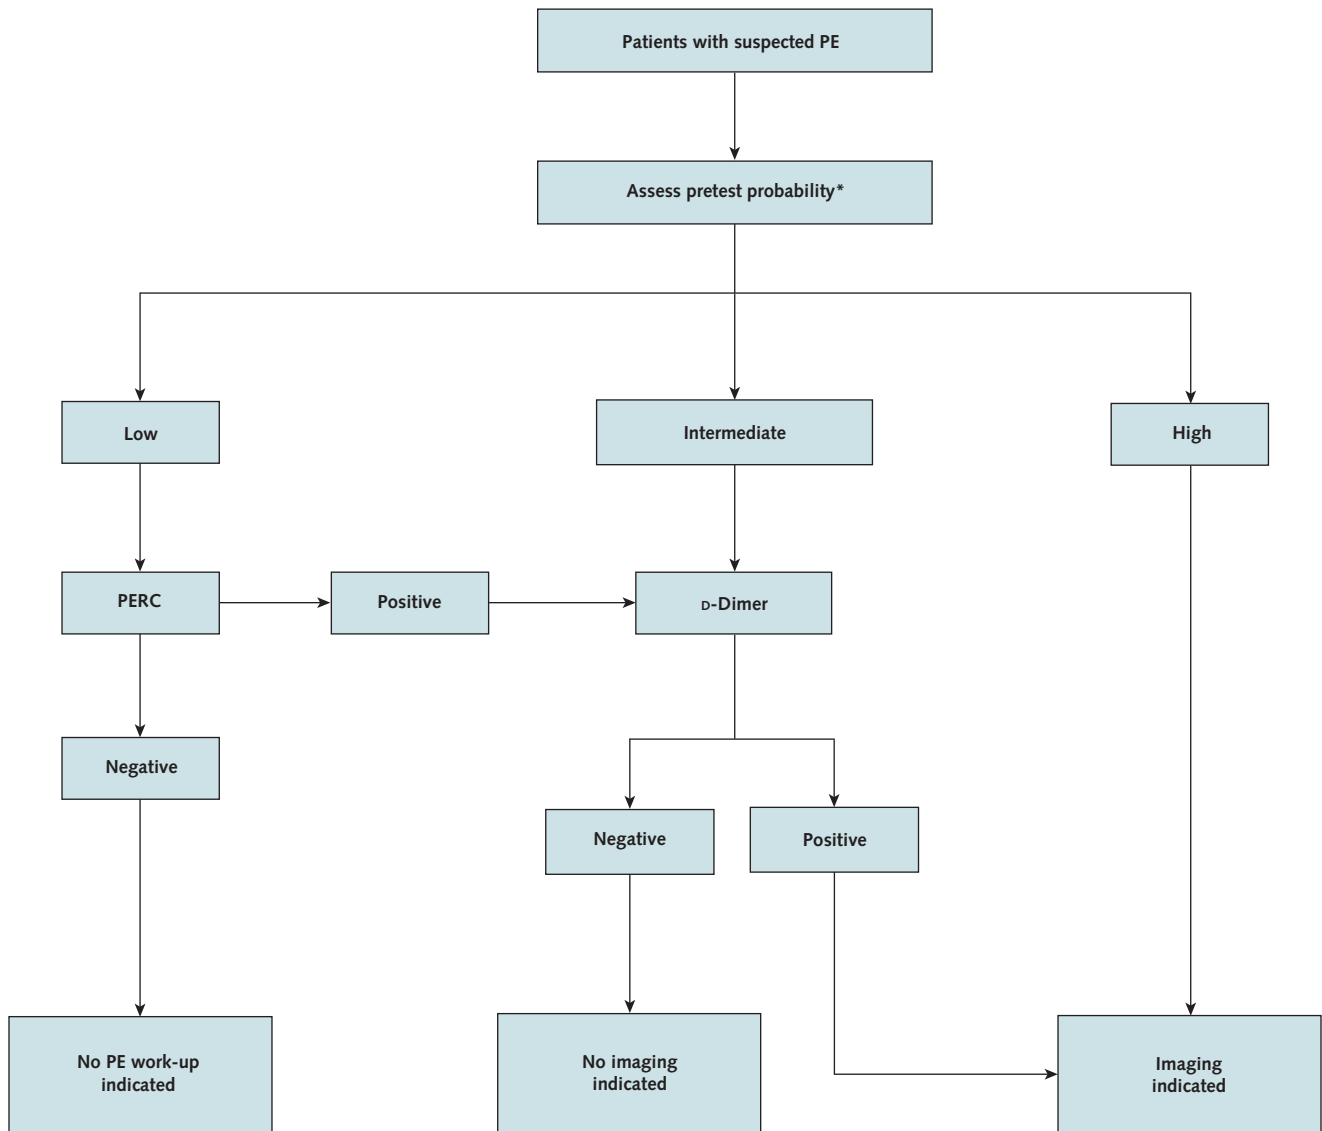 Patients with suspected PE
Assess pretest probability*
Low
Intermediate
High
PERC
Positive
D-Dimer
Negative
Negative
Positive
No PE work-up
indicated
No imaging
indicated
Imaging
indicated